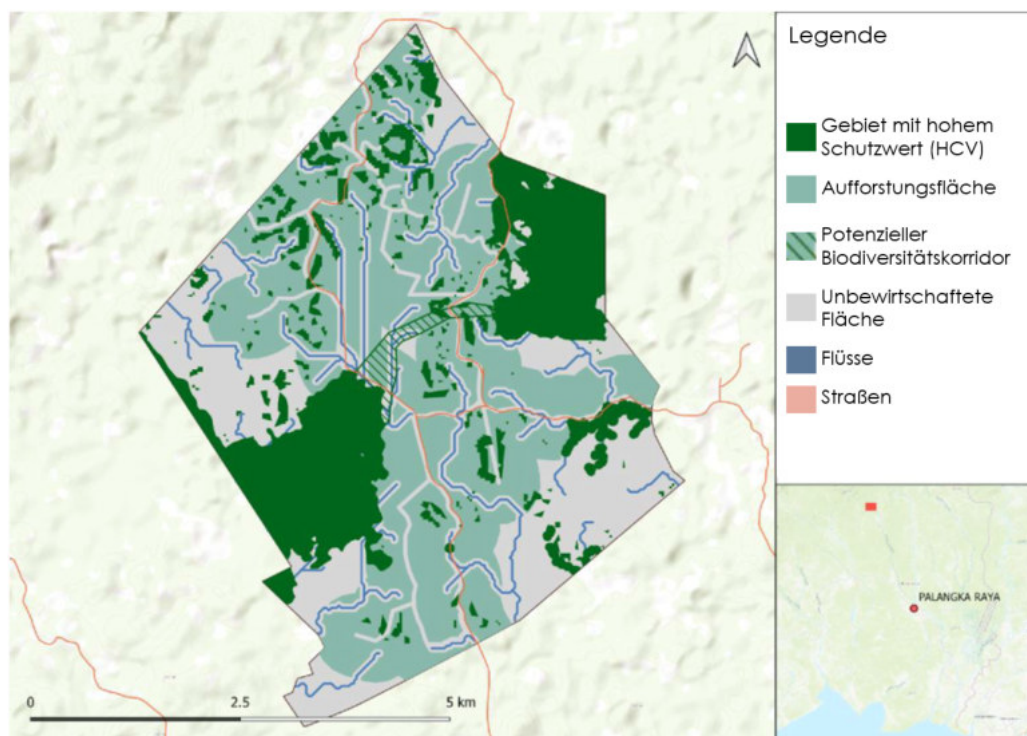 Legende
Gebiet mit hohem
Schutzwert (HCV)
Aufforstungsfläche
Potenzieller
Biodiversitätskorridor
Unbewirtschaftete
Fläche
Flüsse
Straßen
0
2.5
5 km
PALANGKA RAYA